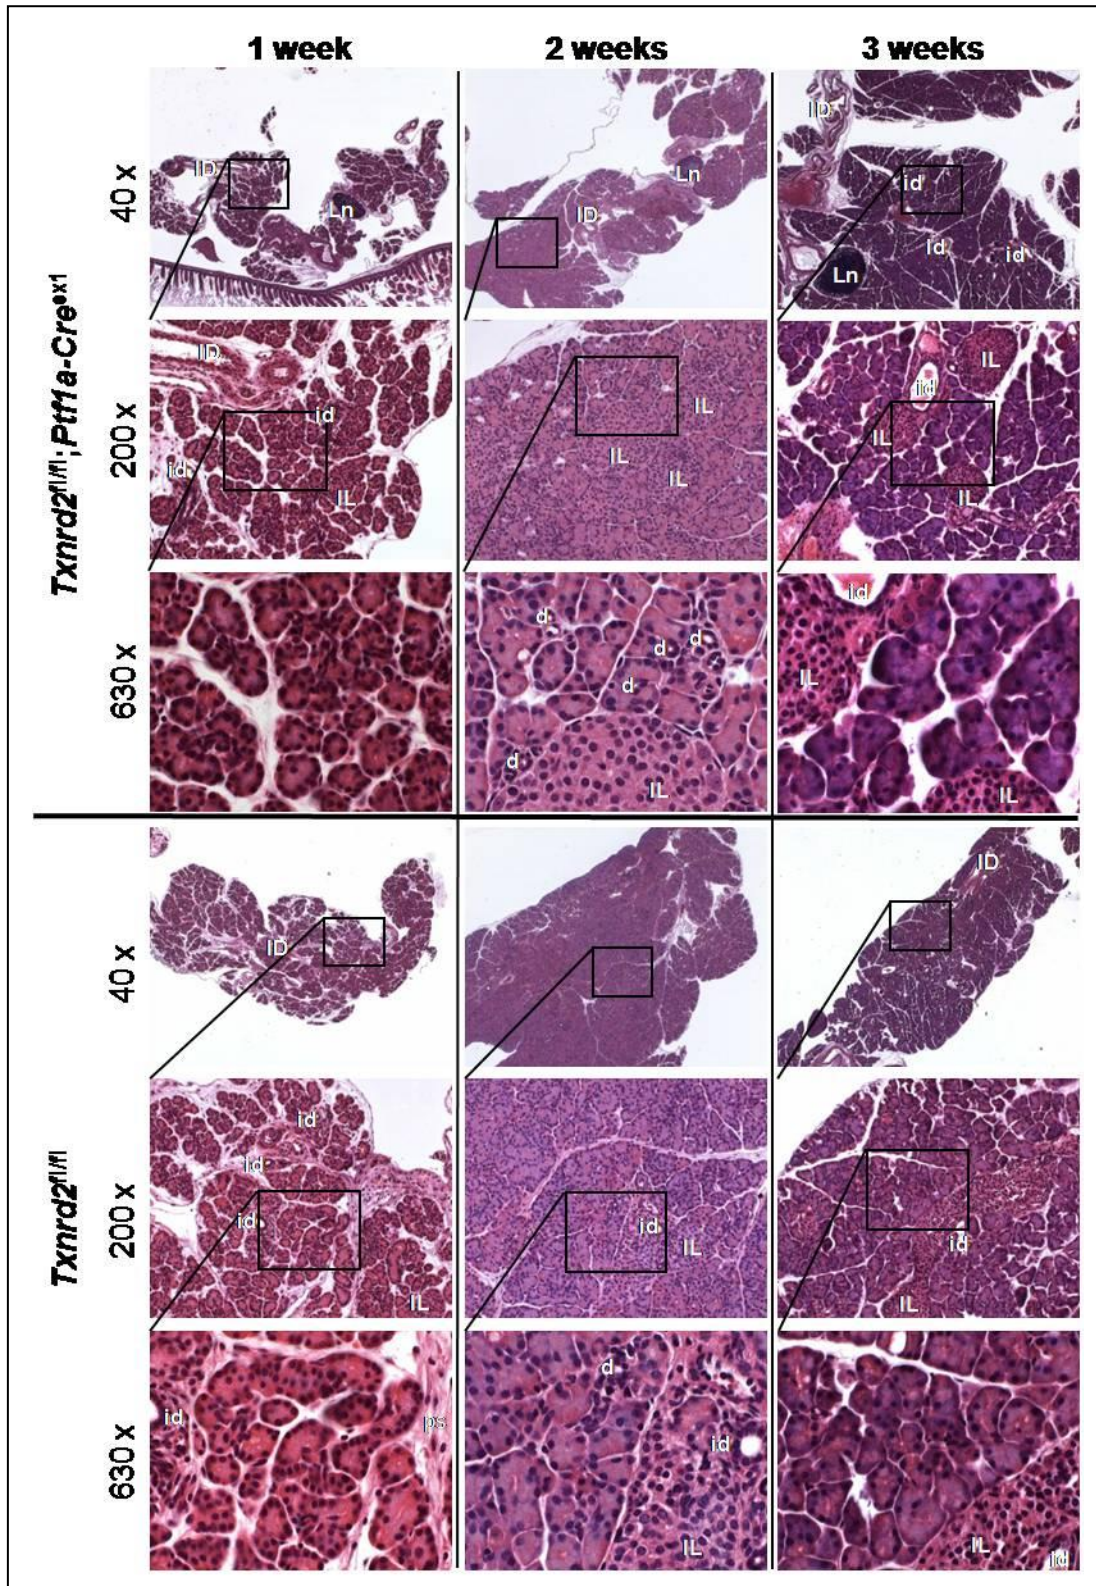 1 week 2 weeks 3 weeks
Txnrd2fl/fl;Ptf1a-Creex1
40 x
ID Ln
ID Ln
ID id id id Ln
200 x
ID id id IL
IL IL IL
IL id IL IL
630 x
d d d d d IL
id IL IL
Txnrd2fl/fl
40 x
ID
ID
200 x
id id id IL
id IL
id IL
630 x
id ps
d id IL
IL id